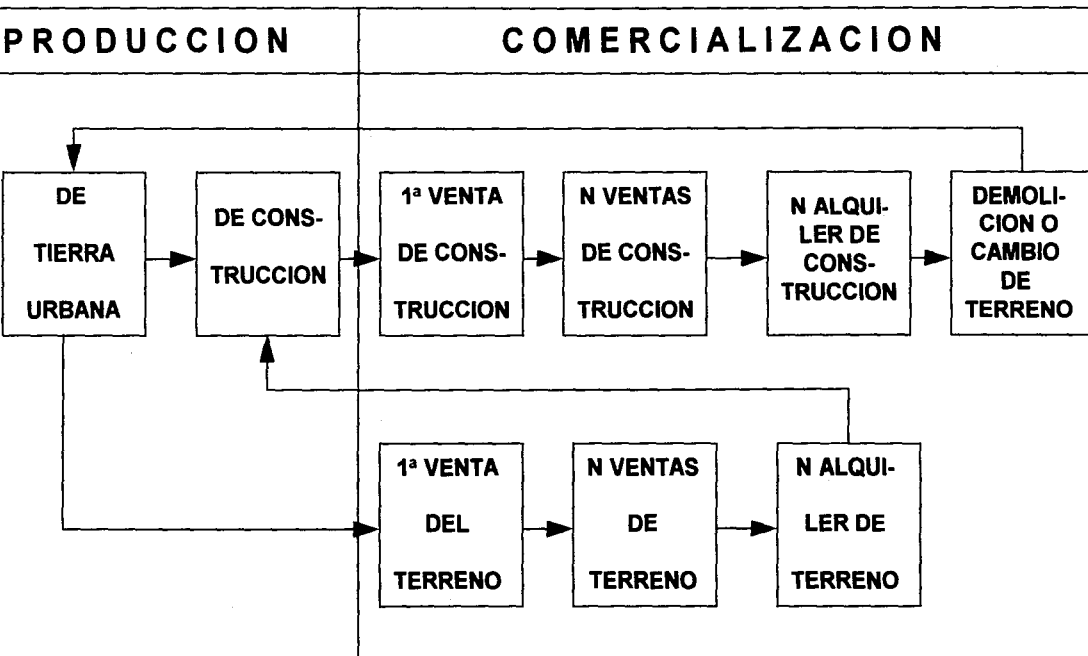 PRODUCCION
COMERCIALIZACION
DE
TIERRA
URBANA
DE CONS-
TRUCCION
1ª VENTA
DE CONS-
TRUCCION
N VENTAS
DE CONS-
TRUCCION
N ALQUI-
LER DE
CONS-
TRUCCION
DEMOLI-
CION O
CAMBIO
DE
TERRENO
1ª VENTA
DEL
TERRENO
N VENTAS
DE
TERRENO
N ALQUI-
LER DE
TERRENO